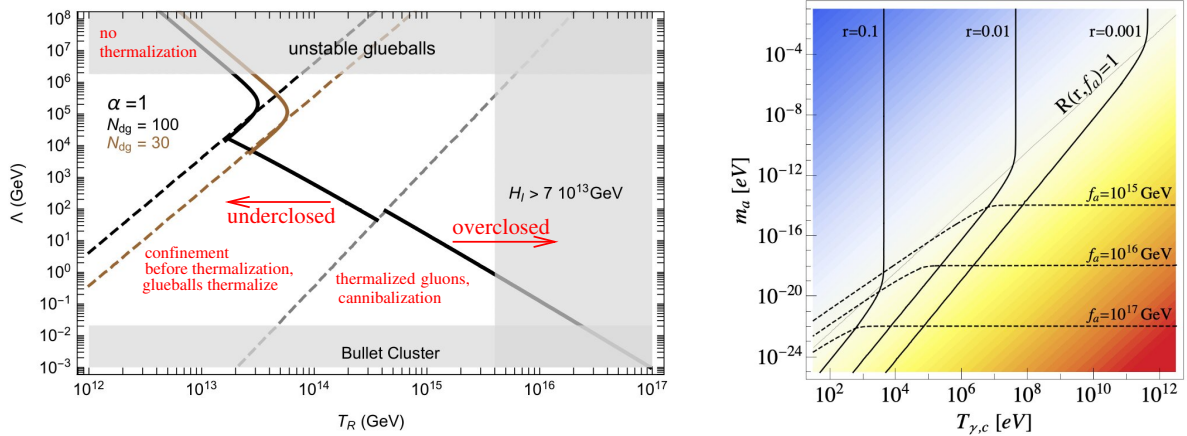 10^8
10^7
10^6
10^5
10^4
10^3
10^2
10^1
10^0
10^-1
10^-2
10^-3
Λ (GeV)
no
thermalization
unstable glueballs
α = 1
N_dg = 100
N_dg = 30
H_I > 7 10^13 GeV
underclosed
overclosed
confinement
before thermalization,
glueballs thermalize
thermalized gluons,
cannibalization
Bullet Cluster
10^12
10^13
10^14
10^15
10^16
10^17
T_R (GeV)
10^-4
10^-8
10^-12
10^-16
10^-20
10^-24
m_a [eV]
r=0.1
r=0.01
r=0.001
R(r,f_a)=1
f_a=10^15 GeV
f_a=10^16 GeV
f_a=10^17 GeV
10^2
10^4
10^6
10^8
10^10
10^12
T_γ,c [eV]